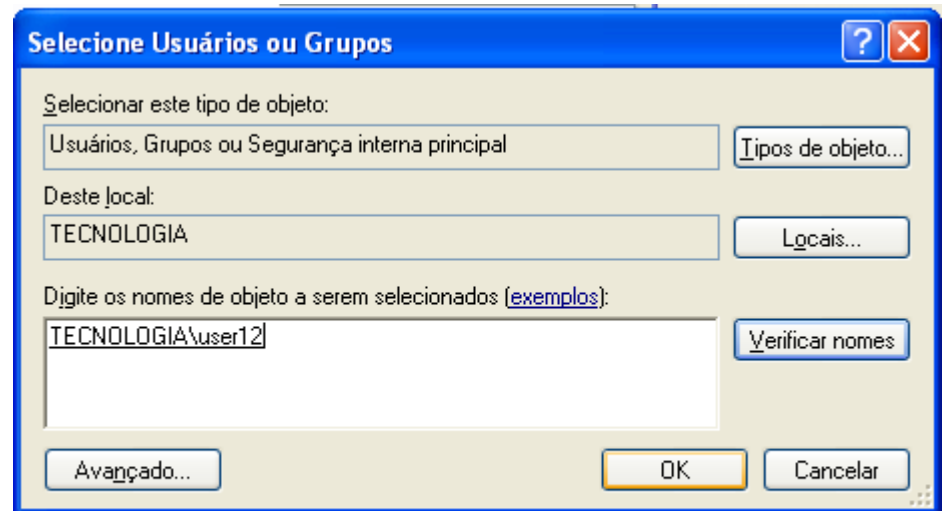 Selecione Usuários ou Grupos
Selecionar este tipo de objeto:
Usuários, Grupos ou Segurança interna principal
Tipos de objeto...
Deste local:
TECNOLOGIA
Locais...
Digite os nomes de objeto a serem selecionados (exemplos):
TECNOLOGIA\user12
Verificar nomes
Avançado...
OK
Cancelar